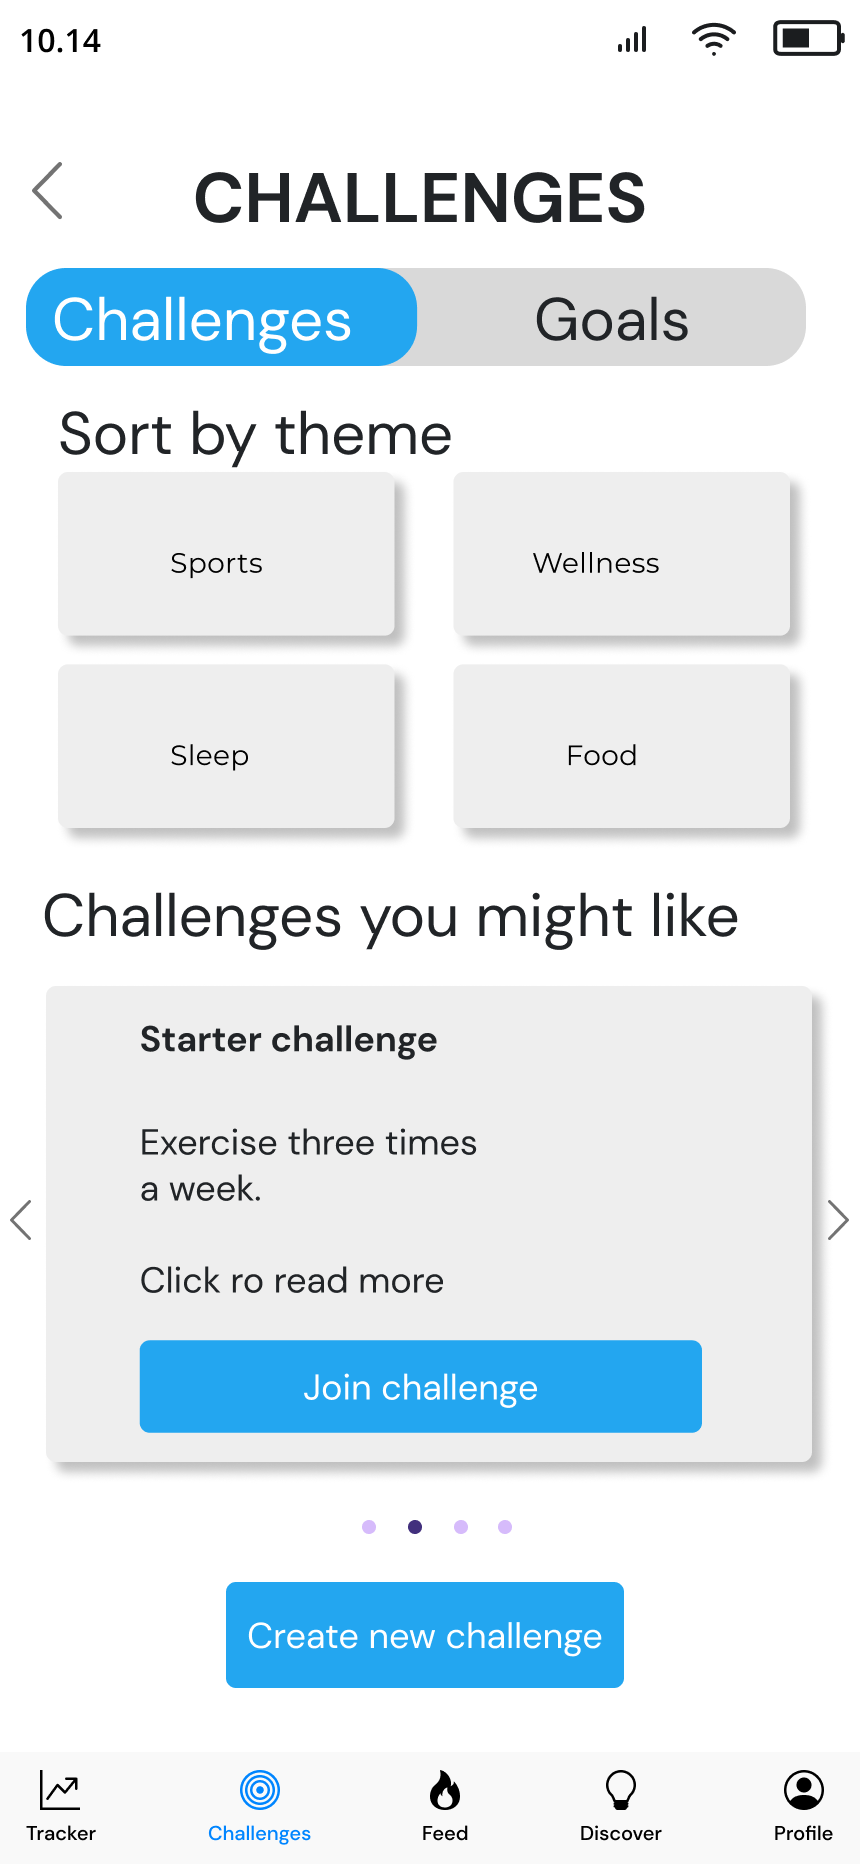 10.14
CHALLENGES
Challenges
Goals
Sort by theme
Sports
Wellness
Sleep
Food
Challenges you might like
Starter challenge
Exercise three times
a week.
Click ro read more
Join challenge
Create new challenge
Tracker
Challenges
Feed
Discover
Profile